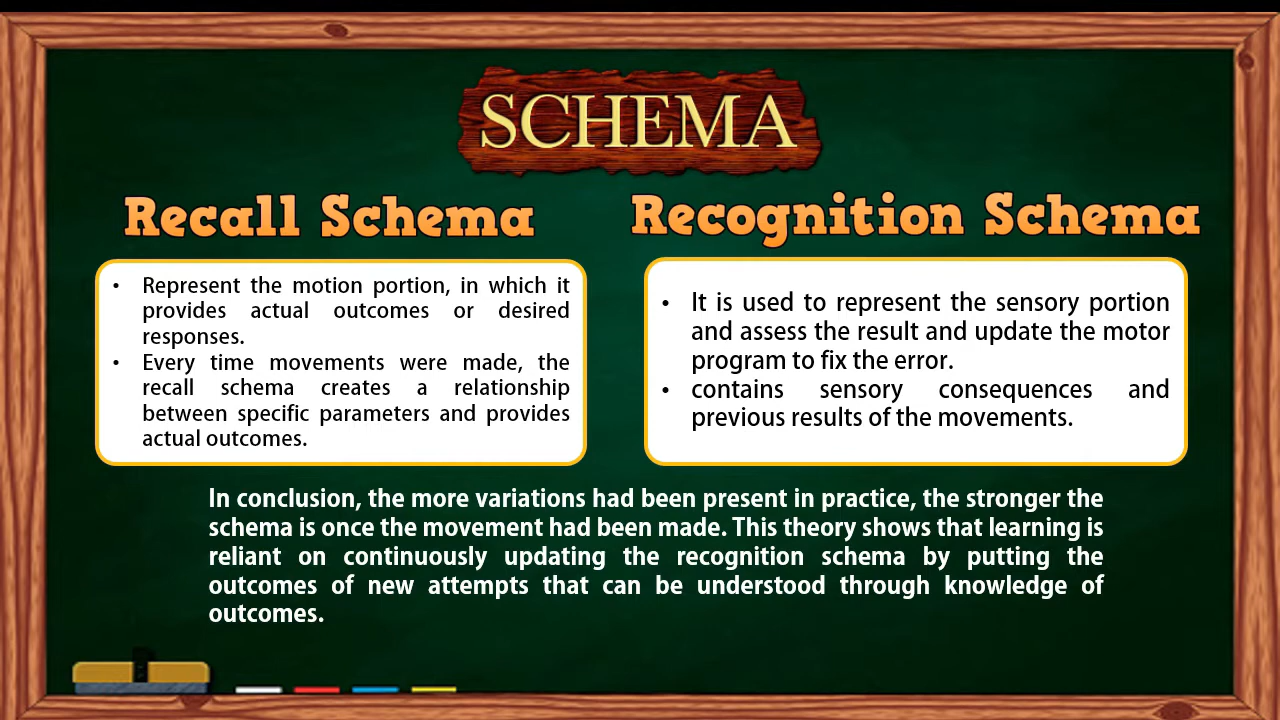 SCHEMA
Recall Schema
• Represent the motion portion, in which it
provides actual outcomes or desired
responses.
• Every time movements were made, the
recall schema creates a relationship
between specific parameters and provides
actual outcomes.
Recognition Schema
• It is used to represent the sensory portion
and assess the result and update the motor
program to fix the error.
• contains sensory consequences and
previous results of the movements.
In conclusion, the more variations had been present in practice, the stronger the
schema is once the movement had been made. This theory shows that learning is
reliant on continuously updating the recognition schema by putting the
outcomes of new attempts that can be understood through knowledge of
outcomes.